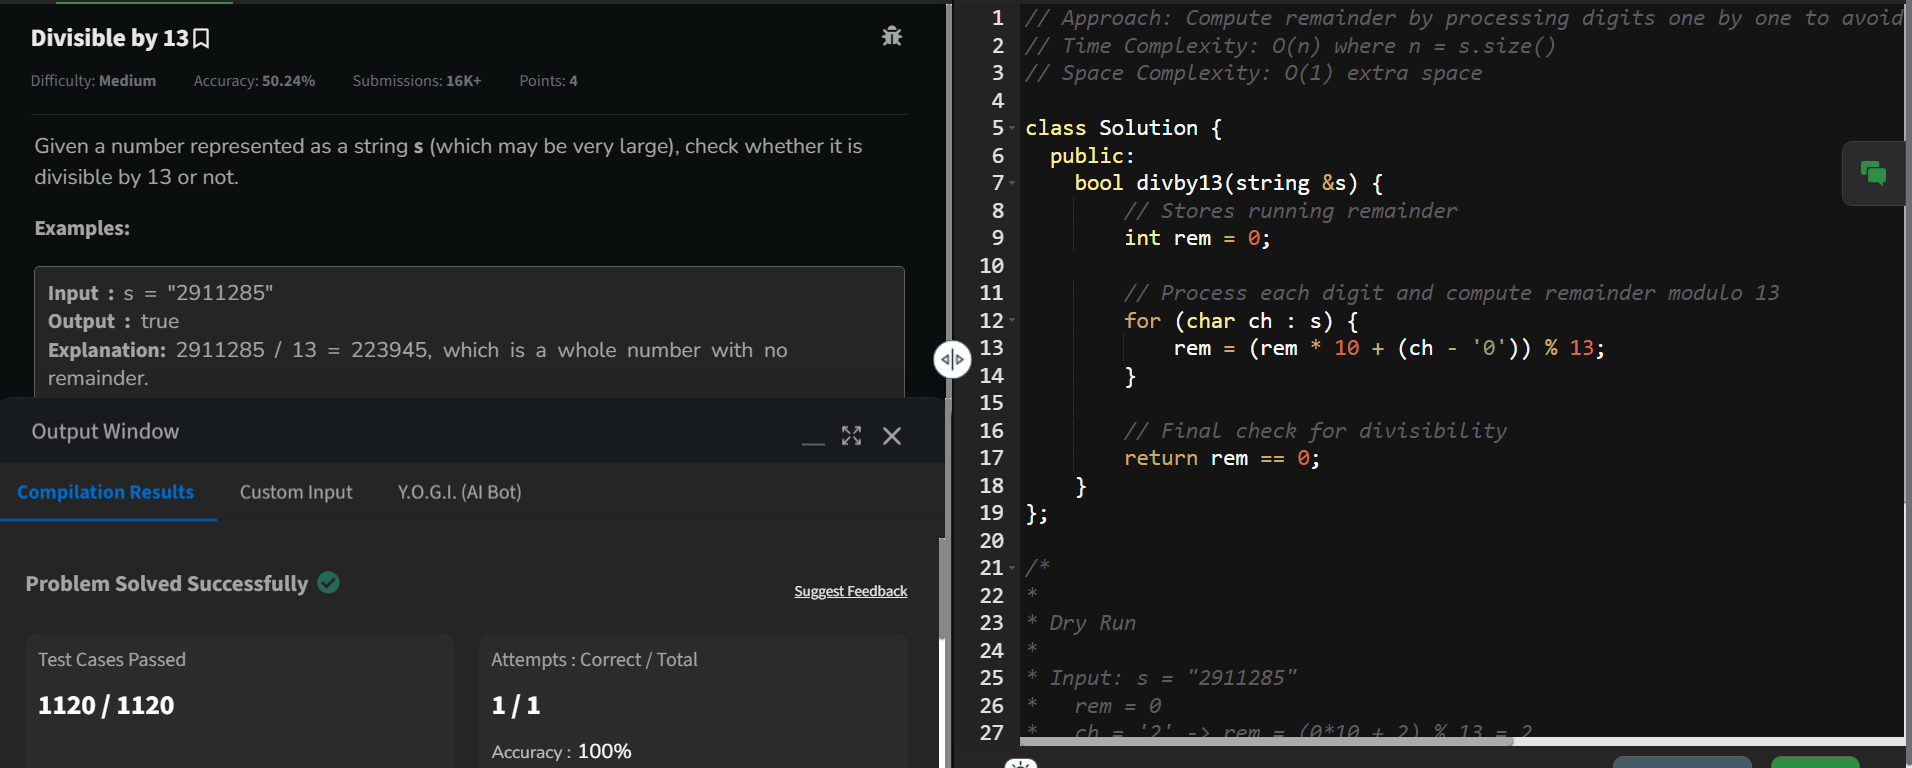 Divisible by 13
Difficulty: Medium Accuracy: 50.24% Submissions: 16K+ Points: 4
Given a number represented as a string s (which may be very large), check whether it is
divisible by 13 or not.
Examples:
Input : s = "2911285"
Output : true
Explanation: 2911285 / 13 = 223945, which is a whole number with no
remainder.
Output Window
Compilation Results Custom Input Y.O.G.I. (AI Bot)
Problem Solved Successfully
Suggest Feedback
Test Cases Passed
1120 / 1120
Attempts : Correct / Total
1 / 1
Accuracy : 100%
1 // Approach: Compute remainder by processing digits one by one to avoid
2 // Time Complexity: O(n) where n = s.size()
3 // Space Complexity: O(1) extra space
4
5 class Solution {
6 public:
7 bool divby13(string &s) {
8 // Stores running remainder
9 int rem = 0;
10
11 // Process each digit and compute remainder modulo 13
12 for (char ch : s) {
13 rem = (rem * 10 + (ch - '0')) % 13;
14 }
15
16 // Final check for divisibility
17 return rem == 0;
18 }
19 };
20
21 /*
22 *
23 * Dry Run
24 *
25 * Input: s = "2911285"
26 * rem = 0
27 * ch = '2' -> rem = (0*10 + 2) % 13 = 2